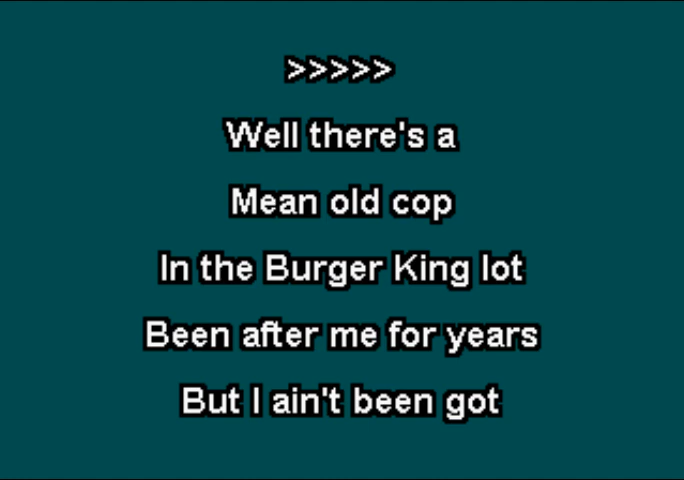 >>>>>
Well there's a
Mean old cop
In the Burger King lot
Been after me for years
But I ain't been got